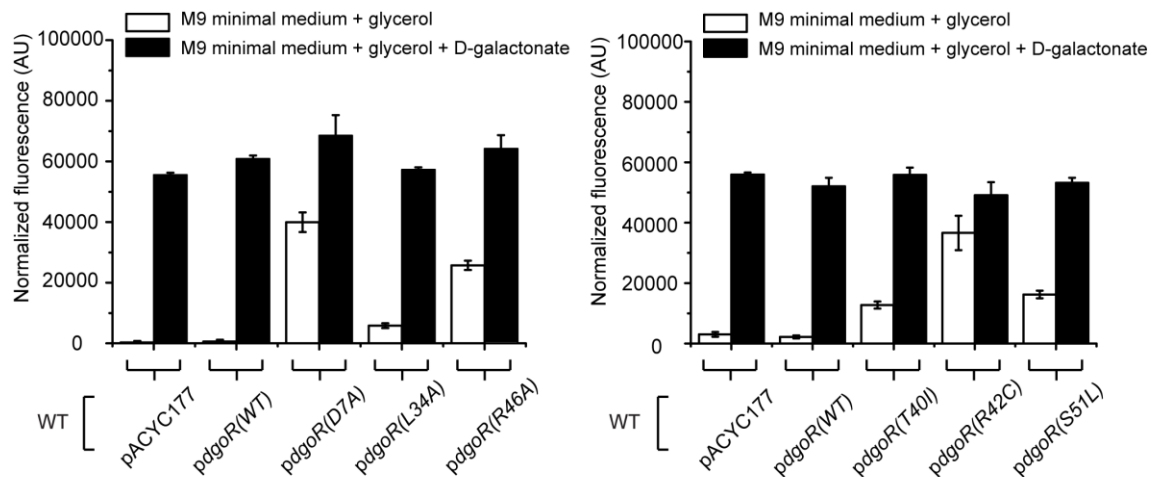 M9 minimal medium + glycerol
M9 minimal medium + glycerol + D-galactonate
Normalized fluorescence (AU)
100000
80000
60000
40000
20000
0
WT
pACYC177
pdgoR(WT)
pdgoR(D7A)
pdgoR(L34A)
pdgoR(R46A)
M9 minimal medium + glycerol
M9 minimal medium + glycerol + D-galactonate
Normalized fluorescence (AU)
100000
80000
60000
40000
20000
0
WT
pACYC177
pdgoR(WT)
pdgoR(T40I)
pdgoR(R42C)
pdgoR(S51L)